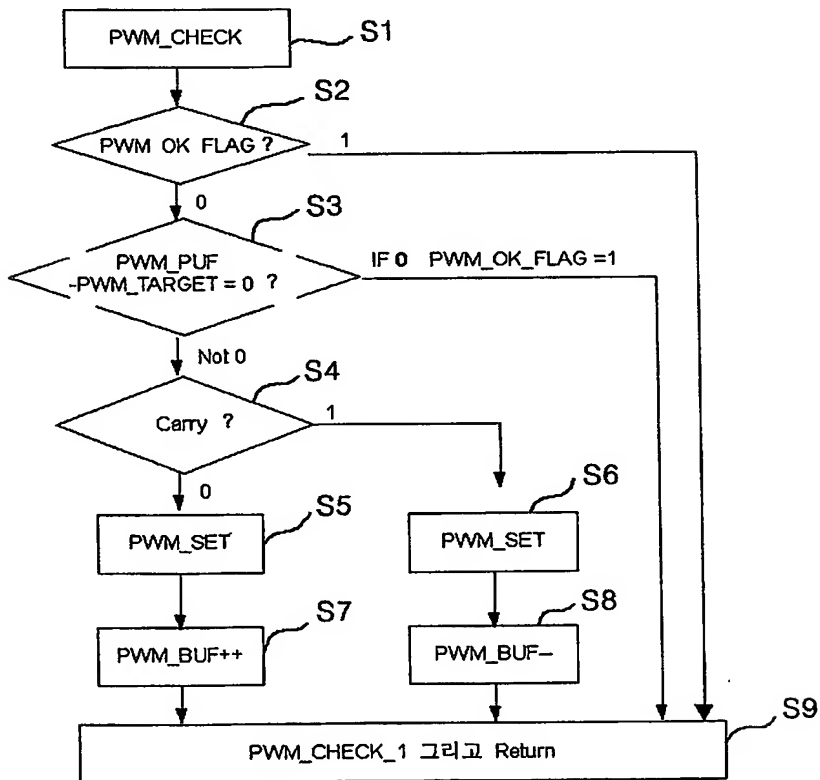 PWM_CHECK
S1
S2
PWM OK FLAG ?
1
0
S3
PWM_PUF
-PWM_TARGET = 0 ?
IF 0 PWM_OK_FLAG =1
Not 0
S4
Carry ?
1
0
S5
S6
PWM_SET
PWM_SET
S7
S8
PWM_BUF++
PWM_BUF–
S9
PWM_CHECK_1 그리고 Return